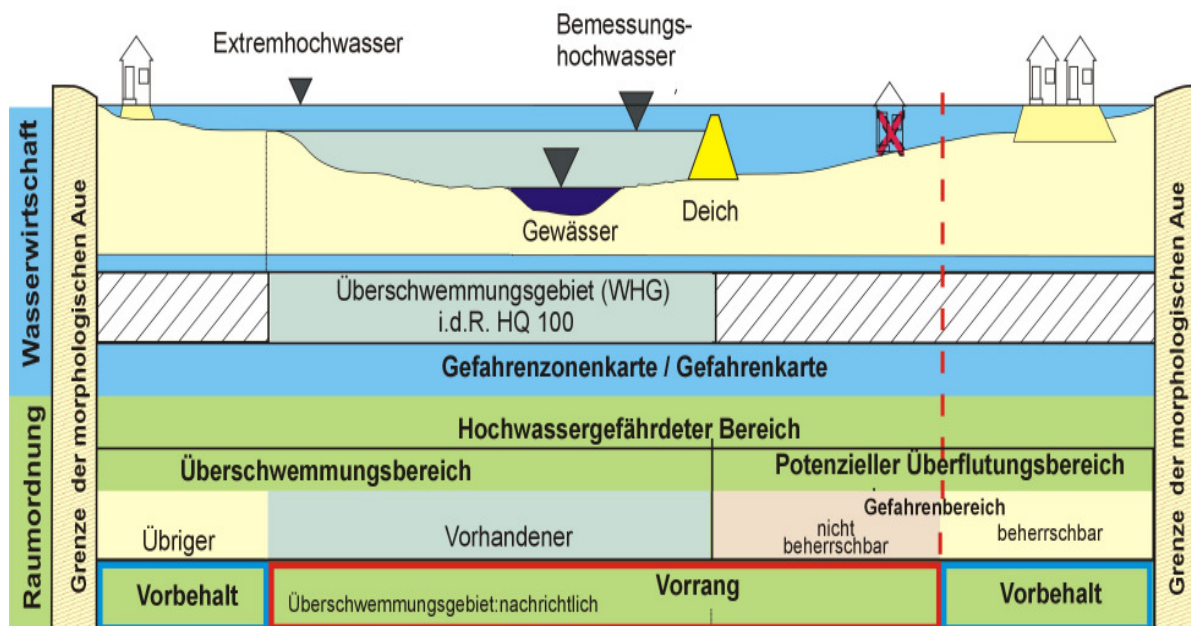 Extremhochwasser
Bemessungs-
hochwasser
Gewässer
Deich
Wasserwirtschaft
Raumordnung
Grenze der morphologischen Aue
Grenze der morphologischen Aue
Überschwemmungsgebiet (WHG)
i.d.R. HQ 100
Gefahrenzonenkarte / Gefahrenkarte
Hochwassergefährdeter Bereich
Überschwemmungsbereich
Potenzieller Überflutungsbereich
Gefahrenbereich
Übriger
Vorhandener
nicht
beherrschbar
beherrschbar
Vorbehalt
Vorrang
Überschwemmungsgebiet:nachrichtlich
Vorbehalt